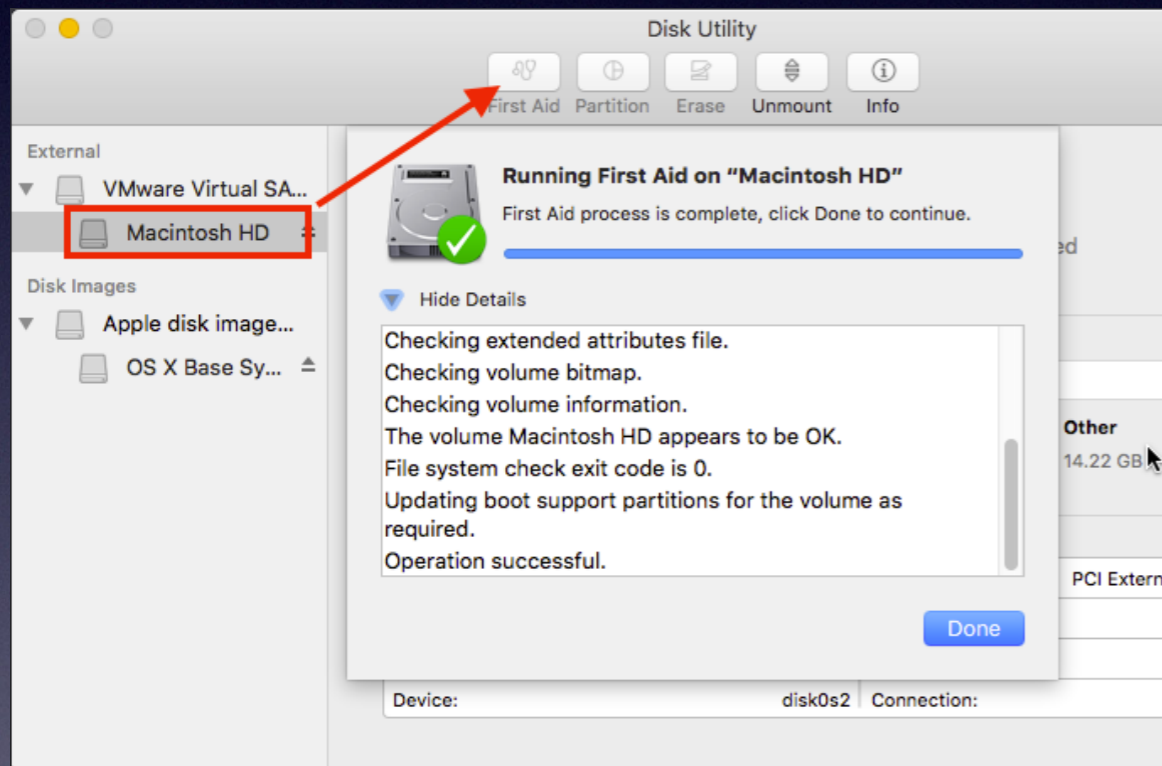 Disk Utility
First Aid Partition Erase Unmount Info
External
VMware Virtual SA...
Macintosh HD
Disk Images
Apple disk image...
OS X Base Sy...
Running First Aid on “Macintosh HD”
First Aid process is complete, click Done to continue.
Hide Details
Checking extended attributes file.
Checking volume bitmap.
Checking volume information.
The volume Macintosh HD appears to be OK.
File system check exit code is 0.
Updating boot support partitions for the volume as
required.
Operation successful.
Done
Other
14.22 GB
PCI Extern
Device: disk0s2 Connection: